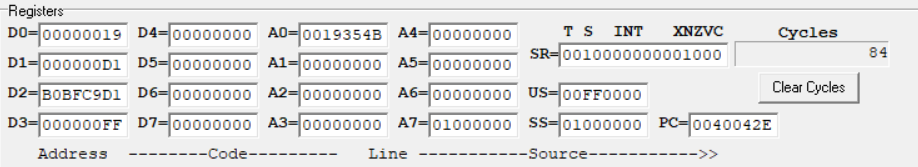 Registers
D0=00000019 D4=00000000 A0=0019354B A4=00000000 T S INT XNZVC Cycles
SR=0010000000001000 84
D1=000000D1 D5=00000000 A1=00000000 A5=00000000
D2=B0BFC9D1 D6=00000000 A2=00000000 A6=00000000 US=00FF0000 Clear Cycles
D3=000000FF D7=00000000 A3=00000000 A7=01000000 SS=01000000 PC=0040042E
Address --------Code--------- Line -----------Source----------->>